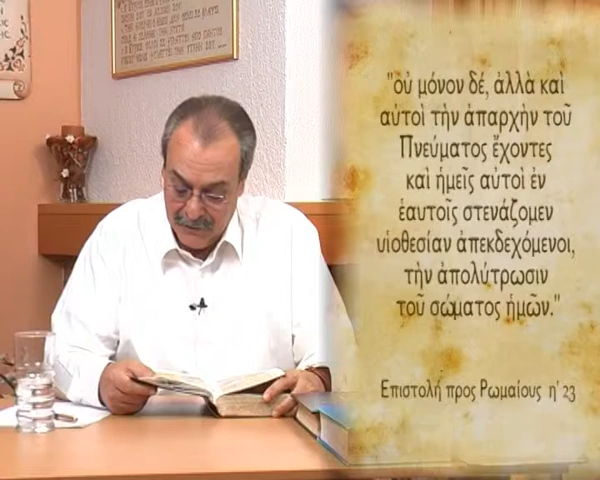 "οὐ μόνον δέ, ἀλλὰ καὶ
αὐτοὶ τὴν ἀπαρχὴν τοῦ
Πνεύματος ἔχοντες
καὶ ἡμεῖς αὐτοὶ ἐν
ἑαυτοῖς στενάζομεν
υἱοθεσίαν ἀπεκδεχόμενοι,
τὴν ἀπολύτρωσιν
τοῦ σώματος ἡμῶν."
Επιστολή προς Ρωμαίους η' 23